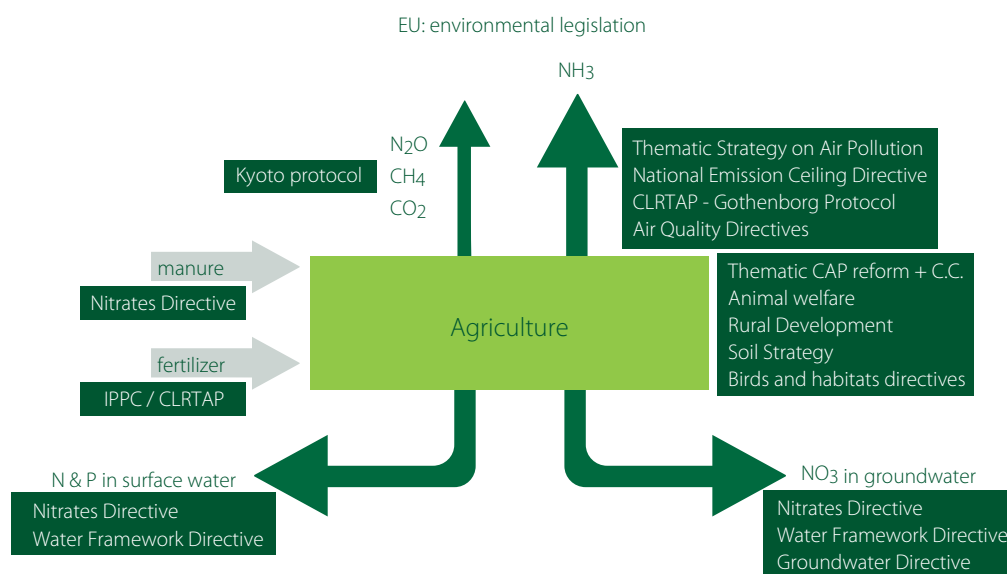 EU: environmental legislation
NH3
N2O
CH4
CO2
Kyoto protocol
Thematic Strategy on Air Pollution
National Emission Ceiling Directive
CLRTAP - Gothenborg Protocol
Air Quality Directives
manure
Nitrates Directive
fertilizer
IPPC / CLRTAP
Agriculture
Thematic CAP reform + C.C.
Animal welfare
Rural Development
Soil Strategy
Birds and habitats directives
N & P in surface water
Nitrates Directive
Water Framework Directive
NO3 in groundwater
Nitrates Directive
Water Framework Directive
Groundwater Directive